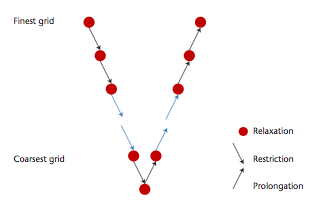 Finest grid
Relaxation
Coarsest grid
Restriction
Prolongation